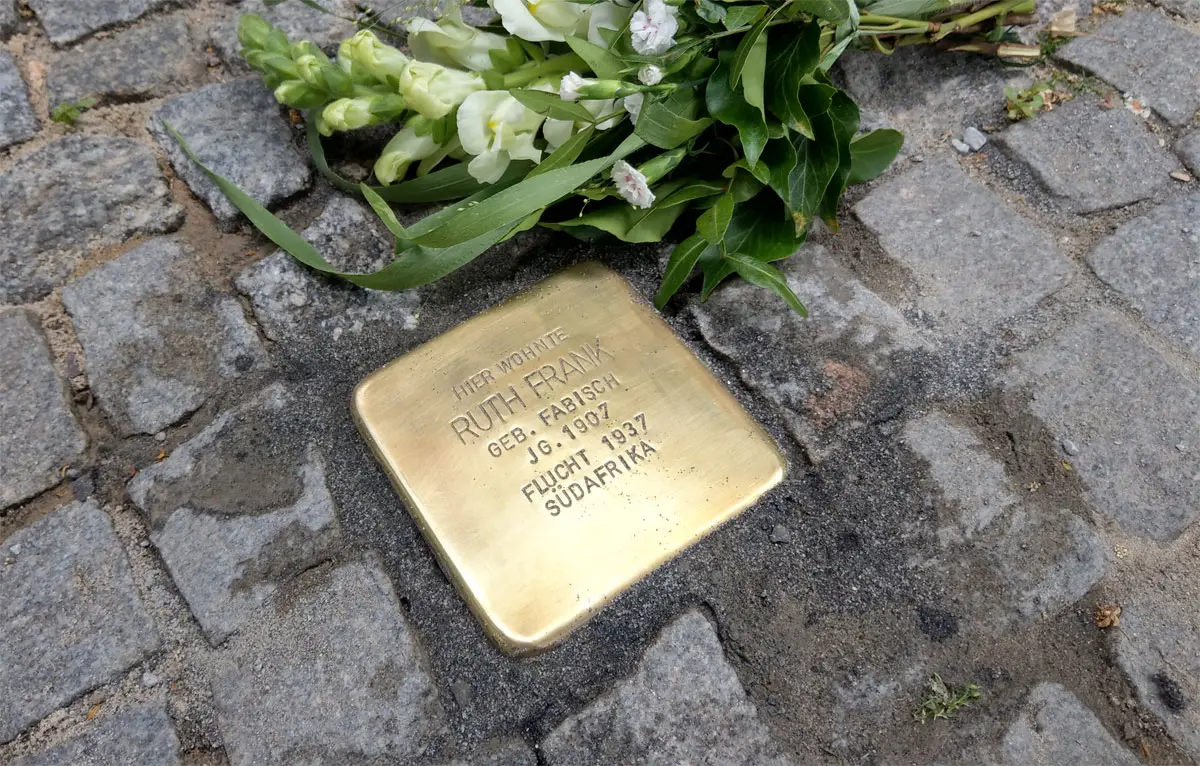 HIER WOHNTE
RUTH FRANK
GEB. FABISCH
JG. 1907
FLUCHT 1937
SÜDAFRIKA